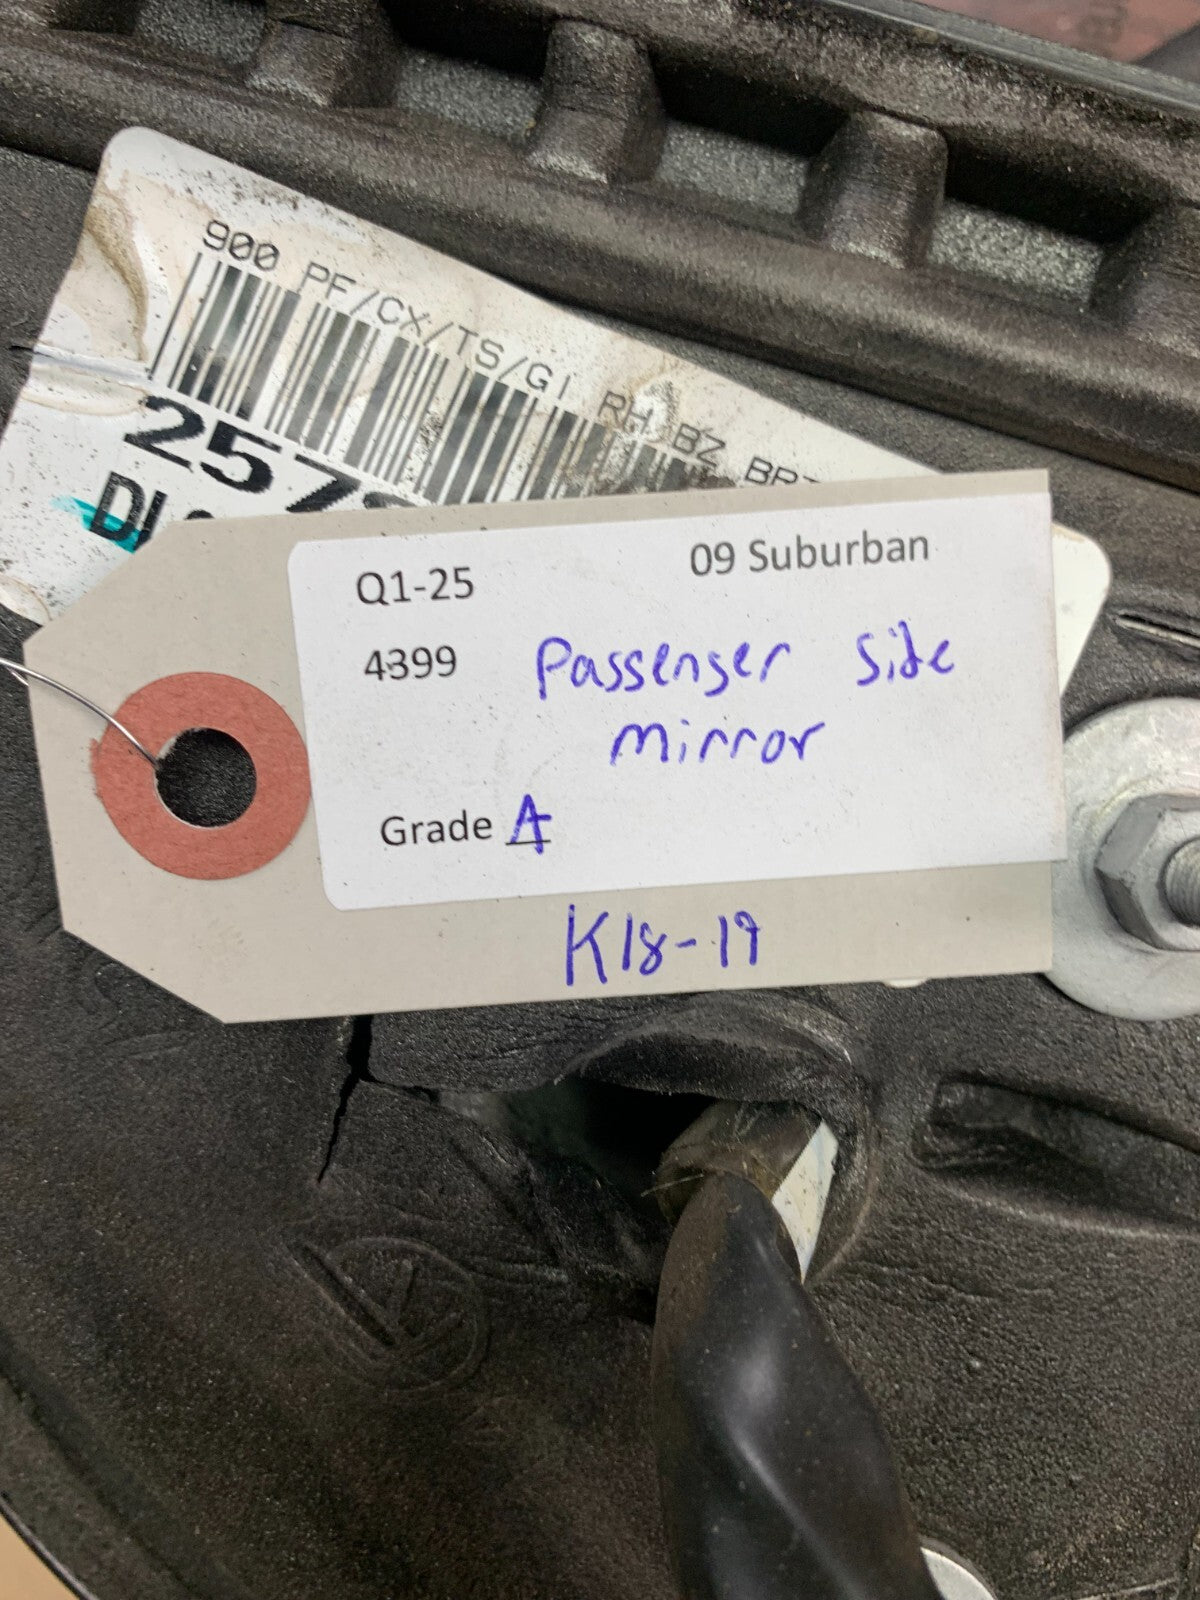 900 PF/CX/TS/GI RH BZ
257
Q1-25
09 Suburban
4399
Passenger Side
mirror
Grade A
K18-19